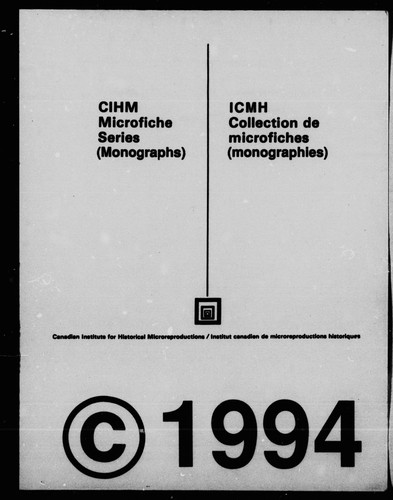 CIHM
Microfiche
Series
(Monographs)
ICMH
Collection de
microfiches
(monographies)
Canadian Institute for Historical Microreproductions / Institut canadien de microreproductions historiques
©1994